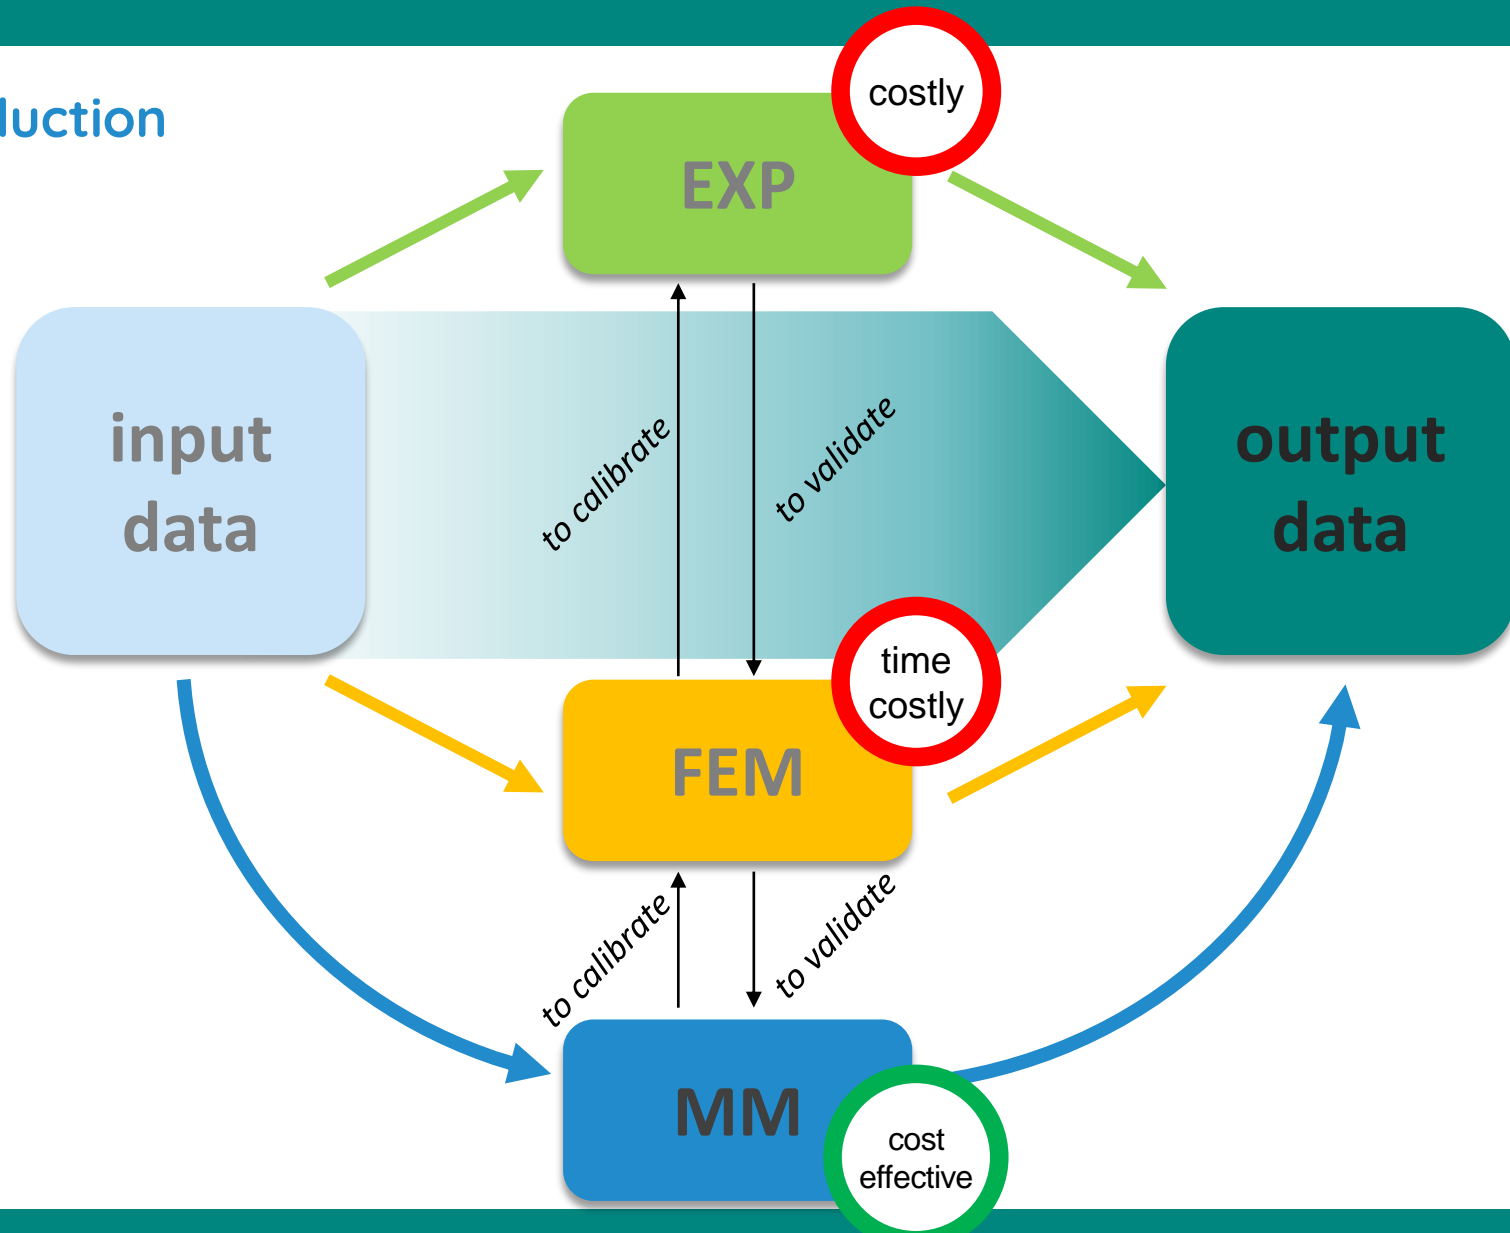 duction
costly
EXP
input
data
to calibrate
to validate
output
data
time
costly
FEM
to calibrate
to validate
MM
cost
effective